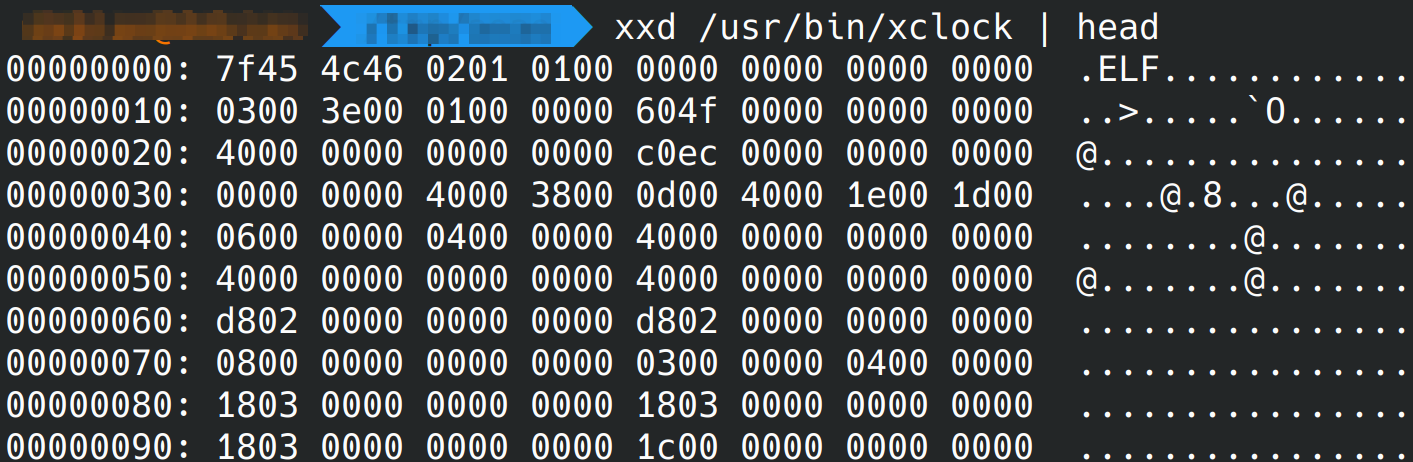 xxd /usr/bin/xclock | head
00000000: 7f45 4c46 0201 0100 0000 0000 0000 0000  .ELF............
00000010: 0300 3e00 0100 0000 604f 0000 0000 0000  ..>.....`O......
00000020: 4000 0000 0000 0000 c0ec 0000 0000 0000  @...............
00000030: 0000 0000 4000 3800 0d00 4000 1e00 1d00  ....@.8...@.....
00000040: 0600 0000 0400 0000 4000 0000 0000 0000  ........@.......
00000050: 4000 0000 0000 0000 4000 0000 0000 0000  @.......@.......
00000060: d802 0000 0000 0000 d802 0000 0000 0000  ................
00000070: 0800 0000 0000 0000 0300 0000 0400 0000  ................
00000080: 1803 0000 0000 0000 1803 0000 0000 0000  ................
00000090: 1803 0000 0000 0000 1c00 0000 0000 0000  ................